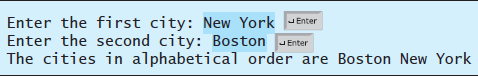 Enter the first city: New York ↵Enter
Enter the second city: Boston ↵Enter
The cities in alphabetical order are Boston New York